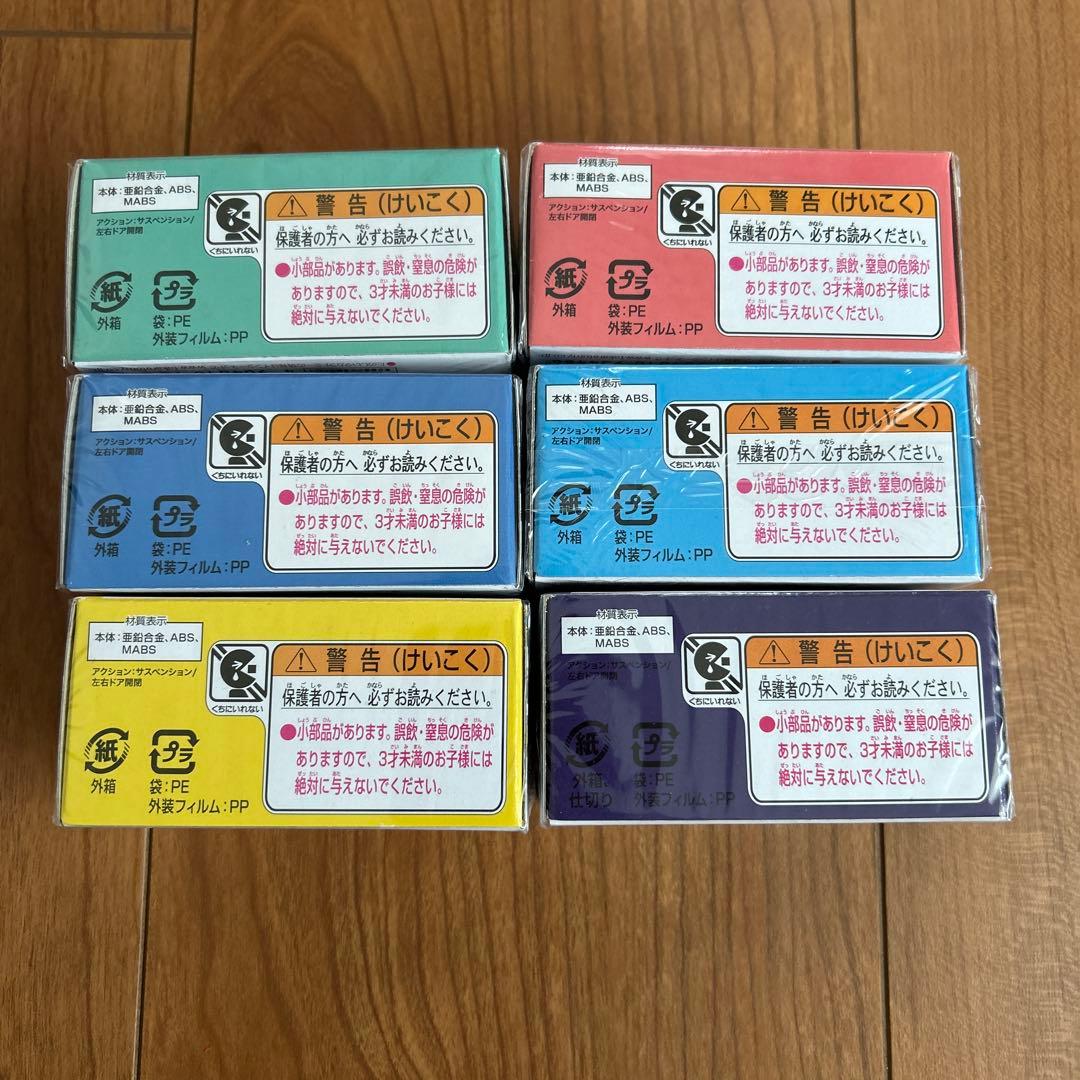 材質表示
本体：亜鉛合金、ABS、
MABS
アクション：サスペンション/
左右ドア開閉
くちにいれない
警告（けいこく）
保護者の方へ 必ずお読みください。
●小部品があります。誤飲・窒息の危険が
ありますので、3才未満のお子様には
絶対に与えないでください。
紙
外箱
プラ
袋：PE
外装フィルム：PP
材質表示
本体：亜鉛合金、ABS、
MABS
アクション：サスペンション/
左右ドア開閉
くちにいれない
警告（けいこく）
保護者の方へ 必ずお読みください。
●小部品があります。誤飲・窒息の危険が
ありますので、3才未満のお子様には
絶対に与えないでください。
紙
外箱
プラ
袋：PE
外装フィルム：PP
材質表示
本体：亜鉛合金、ABS、
MABS
アクション：サスペンション/
左右ドア開閉
くちにいれない
警告（けいこく）
保護者の方へ 必ずお読みください。
●小部品があります。誤飲・窒息の危険が
ありますので、3才未満のお子様には
絶対に与えないでください。
紙
外箱
プラ
袋：PE
外装フィルム：PP
材質表示
本体：亜鉛合金、ABS、
MABS
アクション：サスペンション/
左右ドア開閉
くちにいれない
警告（けいこく）
保護者の方へ 必ずお読みください。
●小部品があります。誤飲・窒息の危険が
ありますので、3才未満のお子様には
絶対に与えないでください。
紙
外箱
プラ
袋：PE
外装フィルム：PP
材質表示
本体：亜鉛合金、ABS、
MABS
アクション：サスペンション/
左右ドア開閉
くちにいれない
警告（けいこく）
保護者の方へ 必ずお読みください。
●小部品があります。誤飲・窒息の危険が
ありますので、3才未満のお子様には
絶対に与えないでください。
紙
外箱
プラ
袋：PE
外装フィルム：PP
材質表示
本体：亜鉛合金、ABS、
MABS
アクション：サスペンション/
左右ドア開閉
くちにいれない
警告（けいこく）
保護者の方へ 必ずお読みください。
●小部品があります。誤飲・窒息の危険が
ありますので、3才未満のお子様には
絶対に与えないでください。
紙
外箱、
仕切り
プラ
袋：PE
外装フィルム：PP